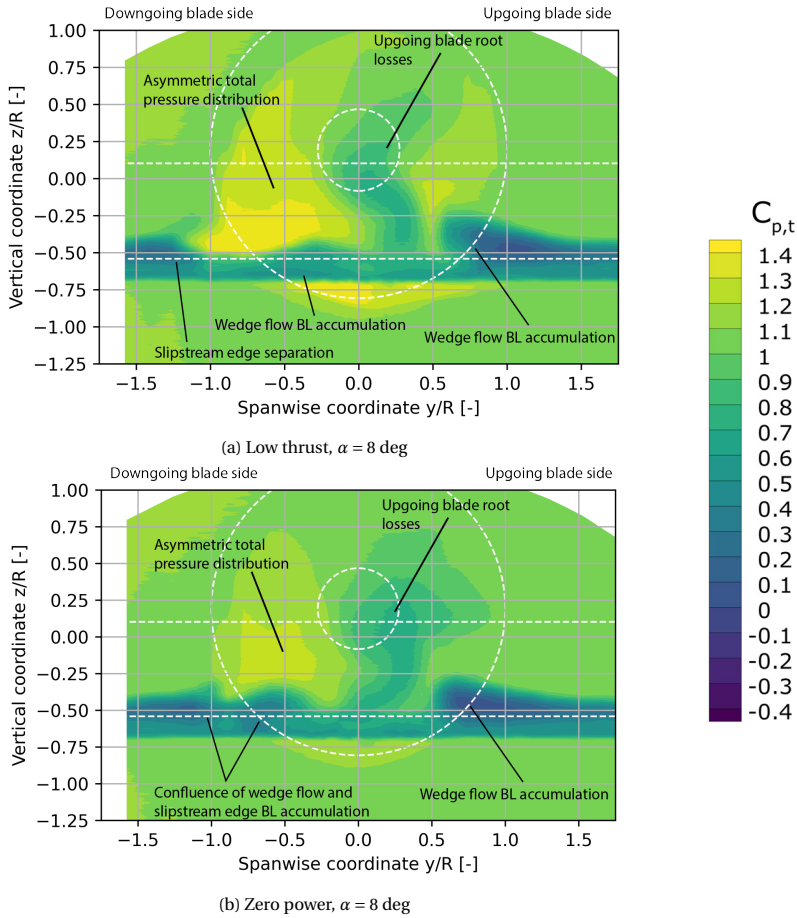 Downgoing blade side
Upgoing blade side
1.00
0.75
0.50
0.25
0.00
−0.25
−0.50
−0.75
−1.00
−1.25
Vertical coordinate z/R [-]
Asymmetric total
pressure distribution
Upgoing blade root
losses
Wedge flow BL accumulation
Wedge flow BL accumulation
Slipstream edge separation
−1.5
−1.0
−0.5
0.0
0.5
1.0
1.5
Spanwise coordinate y/R [-]
(a) Low thrust, α = 8 deg
Downgoing blade side
Upgoing blade side
1.00
0.75
0.50
0.25
0.00
−0.25
−0.50
−0.75
−1.00
−1.25
Vertical coordinate z/R [-]
Asymmetric total
pressure distribution
Upgoing blade root
losses
Confluence of wedge flow and
slipstream edge BL accumulation
Wedge flow BL accumulation
−1.5
−1.0
−0.5
0.0
0.5
1.0
1.5
Spanwise coordinate y/R [-]
(b) Zero power, α = 8 deg
Cp,t
1.4
1.3
1.2
1.1
1
0.9
0.8
0.7
0.6
0.5
0.4
0.3
0.2
0.1
0
-0.1
-0.2
-0.3
-0.4